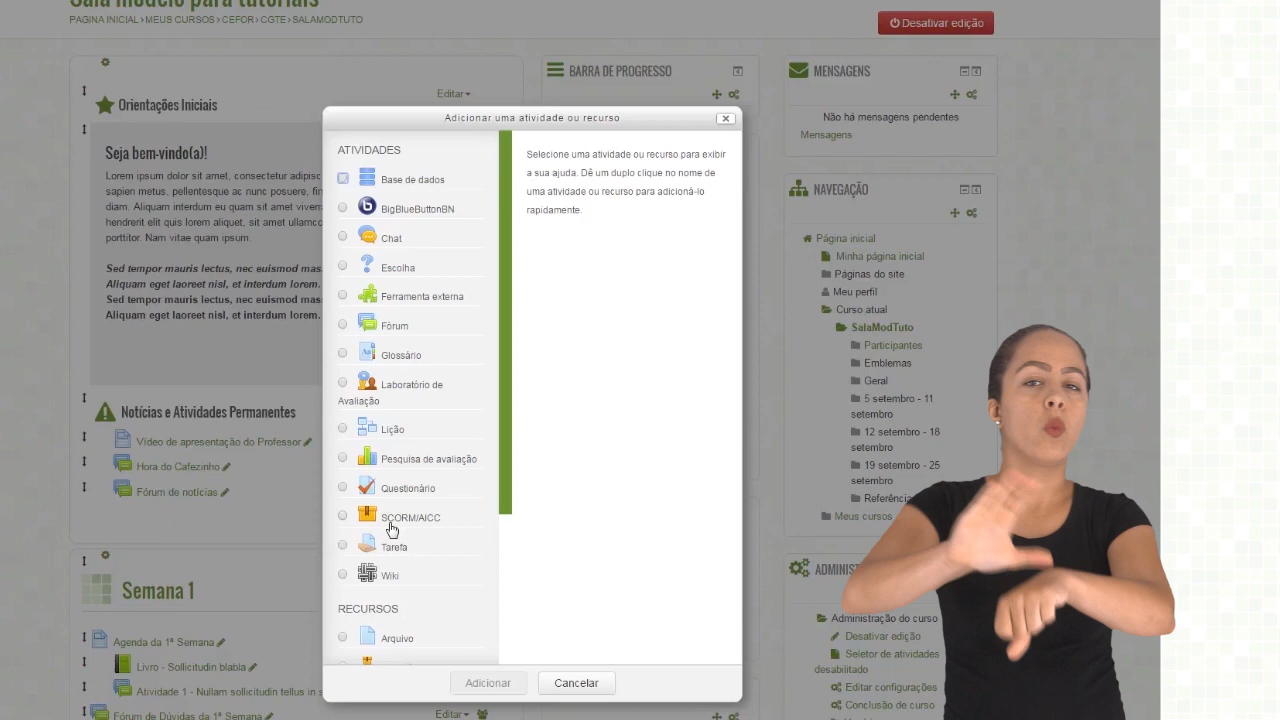 Sala modelo para tutoriais
PAGINA INICIAL › MEUS CURSOS › CEFOR › CGTE › SALAMODTUTO
Desativar edição
Editar
Orientações Iniciais
Seja bem-vindo(a)!
Lorem ipsum dolor sit amet, consectetur adipisc
sapien metus, pellentesque ac nunc posuere, fin
diam. Aliquam interdum eu quam sit amet viverr
hendrerit elit quis lorem aliquet, sit amet ullamco
porttitor. Nam vitae quam ipsum.
Sed tempor mauris lectus, nec euismod mas
Aliquam eget laoreet nisl, et interdum lorem.
Sed tempor mauris lectus, nec euismod mas
Aliquam eget laoreet nisl, et interdum lorem.
Notícias e Atividades Permanentes
Vídeo de apresentação do Professor
Hora do Cafezinho
Fórum de notícias
Semana 1
Agenda da 1ª Semana
Livro - Sollicitudin blabla
Atividade 1 - Nullam sollicitudin tellus in s
Fórum de Dúvidas da 1ª Semana
Editar
Adicionar uma atividade ou recurso
ATIVIDADES
Base de dados
BigBlueButtonBN
Chat
Escolha
Ferramenta externa
Fórum
Glossário
Laboratório de
Avaliação
Lição
Pesquisa de avaliação
Questionário
SCORM/AICC
Tarefa
Wiki
RECURSOS
Arquivo
Selecione uma atividade ou recurso para exibir
a sua ajuda. Dê um duplo clique no nome de
uma atividade ou recurso para adicioná-lo
rapidamente.
Adicionar
Cancelar
BARRA DE PROGRESSO
MENSAGENS
Não há mensagens pendentes
Mensagens
NAVEGAÇÃO
Página inicial
Minha página inicial
Páginas do site
Meu perfil
Curso atual
SalaModTuto
Participantes
Emblemas
Geral
5 setembro - 11
setembro
12 setembro - 18
setembro
19 setembro - 25
setembro
Referência
Meus cursos
ADMINIS
Administração do curso
Desativar edição
Seletor de atividades
desabilitado
Editar configurações
Conclusão de curso